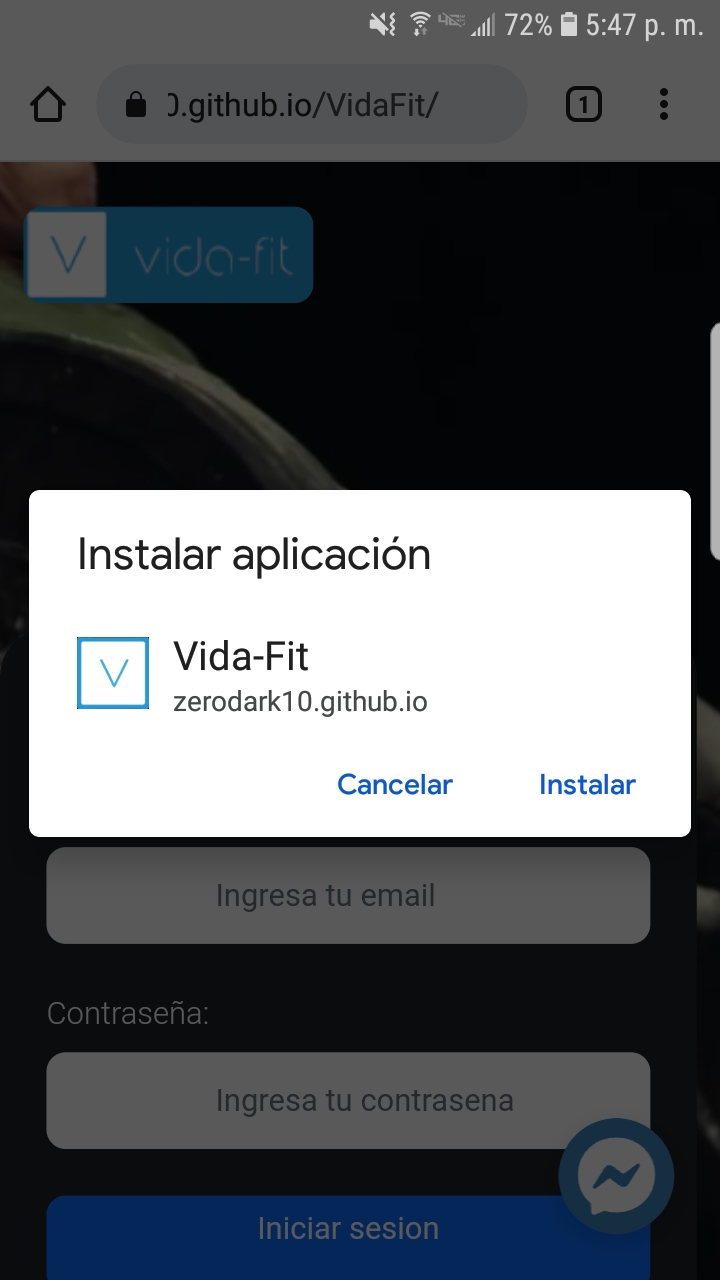 72% 5:47 p. m.
.github.io/VidaFit/
1
V vida-fit
Instalar aplicación
V
Vida-Fit
zerodark10.github.io
Cancelar Instalar
Ingresa tu email
Contraseña:
Ingresa tu contrasena
Iniciar sesion